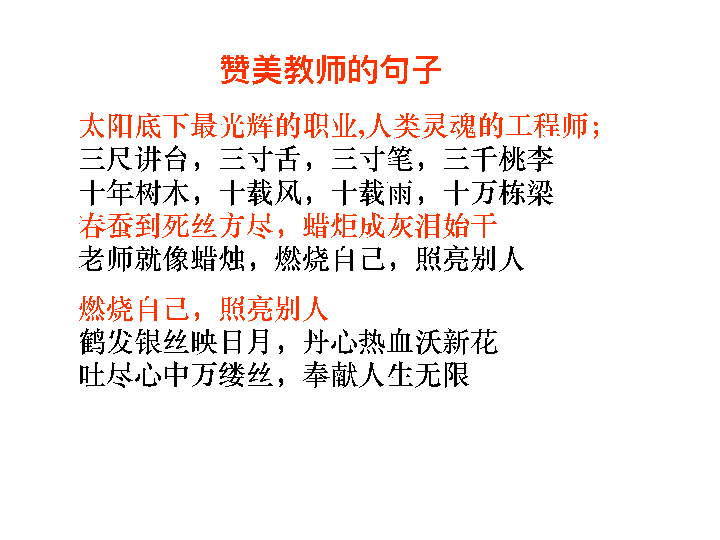 赞美教师的句子
太阳底下最光辉的职业,人类灵魂的工程师；
三尺讲台，三寸舌，三寸笔，三千桃李
十年树木，十载风，十载雨，十万栋梁
春蚕到死丝方尽，蜡炬成灰泪始干
老师就像蜡烛，燃烧自己，照亮别人
燃烧自己，照亮别人
鹤发银丝映日月，丹心热血沃新花
吐尽心中万缕丝，奉献人生无限